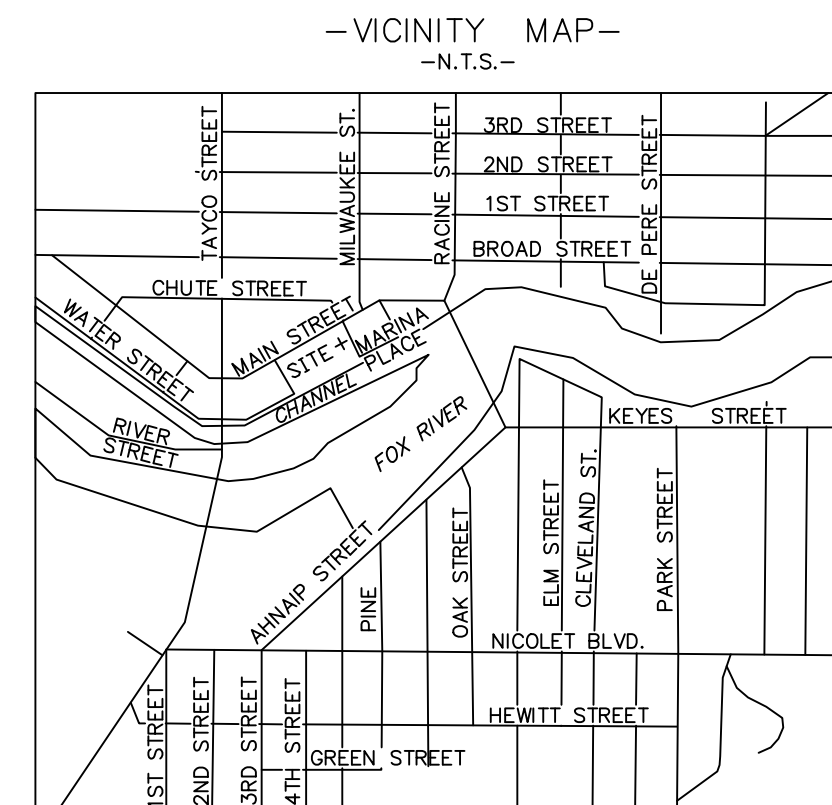 -VICINITY MAP-
-N.T.S.-
TAYCO STREET
MILWAUKEE ST.
RACINE STREET
3RD STREET
2ND STREET
1ST STREET
BROAD STREET
DE PERE STREET
CHUTE STREET
WATER STREET
MAIN STREET
SITE +
MARINA
PLACE
CHANNEL
RIVER
STREET
FOX RIVER
KEYES STREET
AHNAIP STREET
PINE
OAK STREET
ELM STREET
CLEVELAND ST.
PARK STREET
NICOLET BLVD.
1ST STREET
2ND STREET
3RD STREET
4TH STREET
HEWITT STREET
GREEN STREET